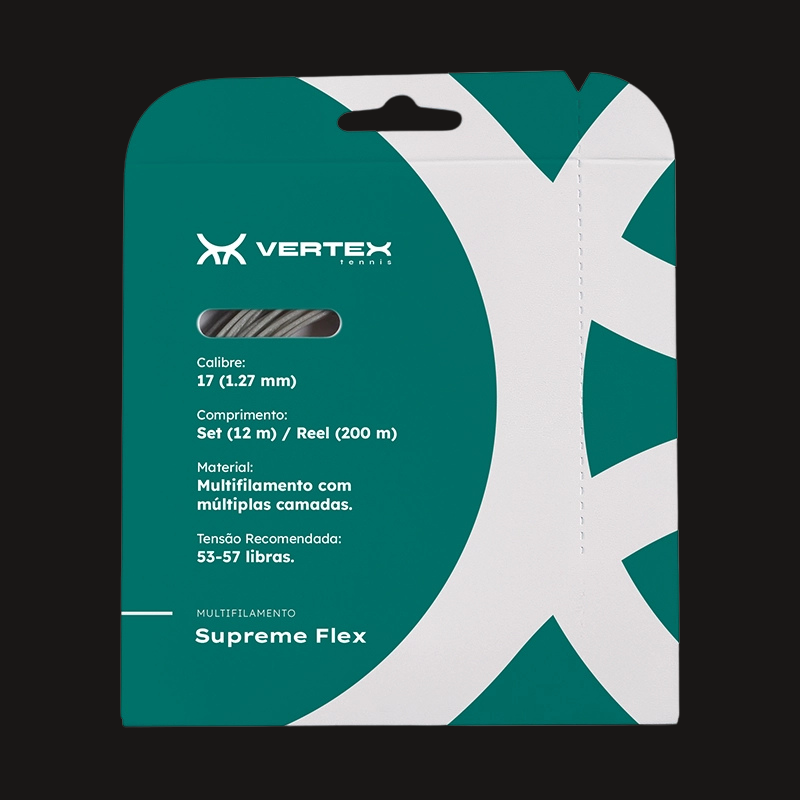 VERTEX
tennis
Calibre:
17 (1.27 mm)
Comprimento:
Set (12 m) / Reel (200 m)
Material:
Multifilamento com
múltiplas camadas.
Tensão Recomendada:
53-57 libras.
MULTIFILAMENTO
Supreme Flex